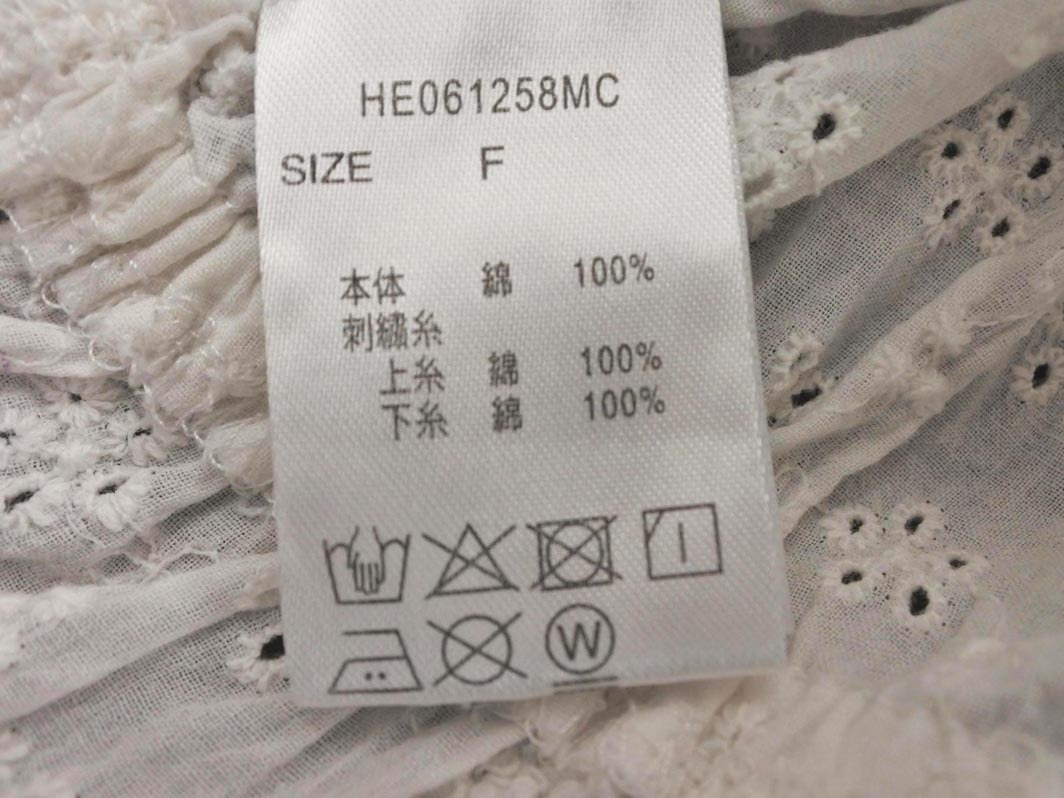 HE061258MC
SIZE F
本体 綿 100%
刺繍糸
上糸 綿 100%
下糸 綿 100%
W